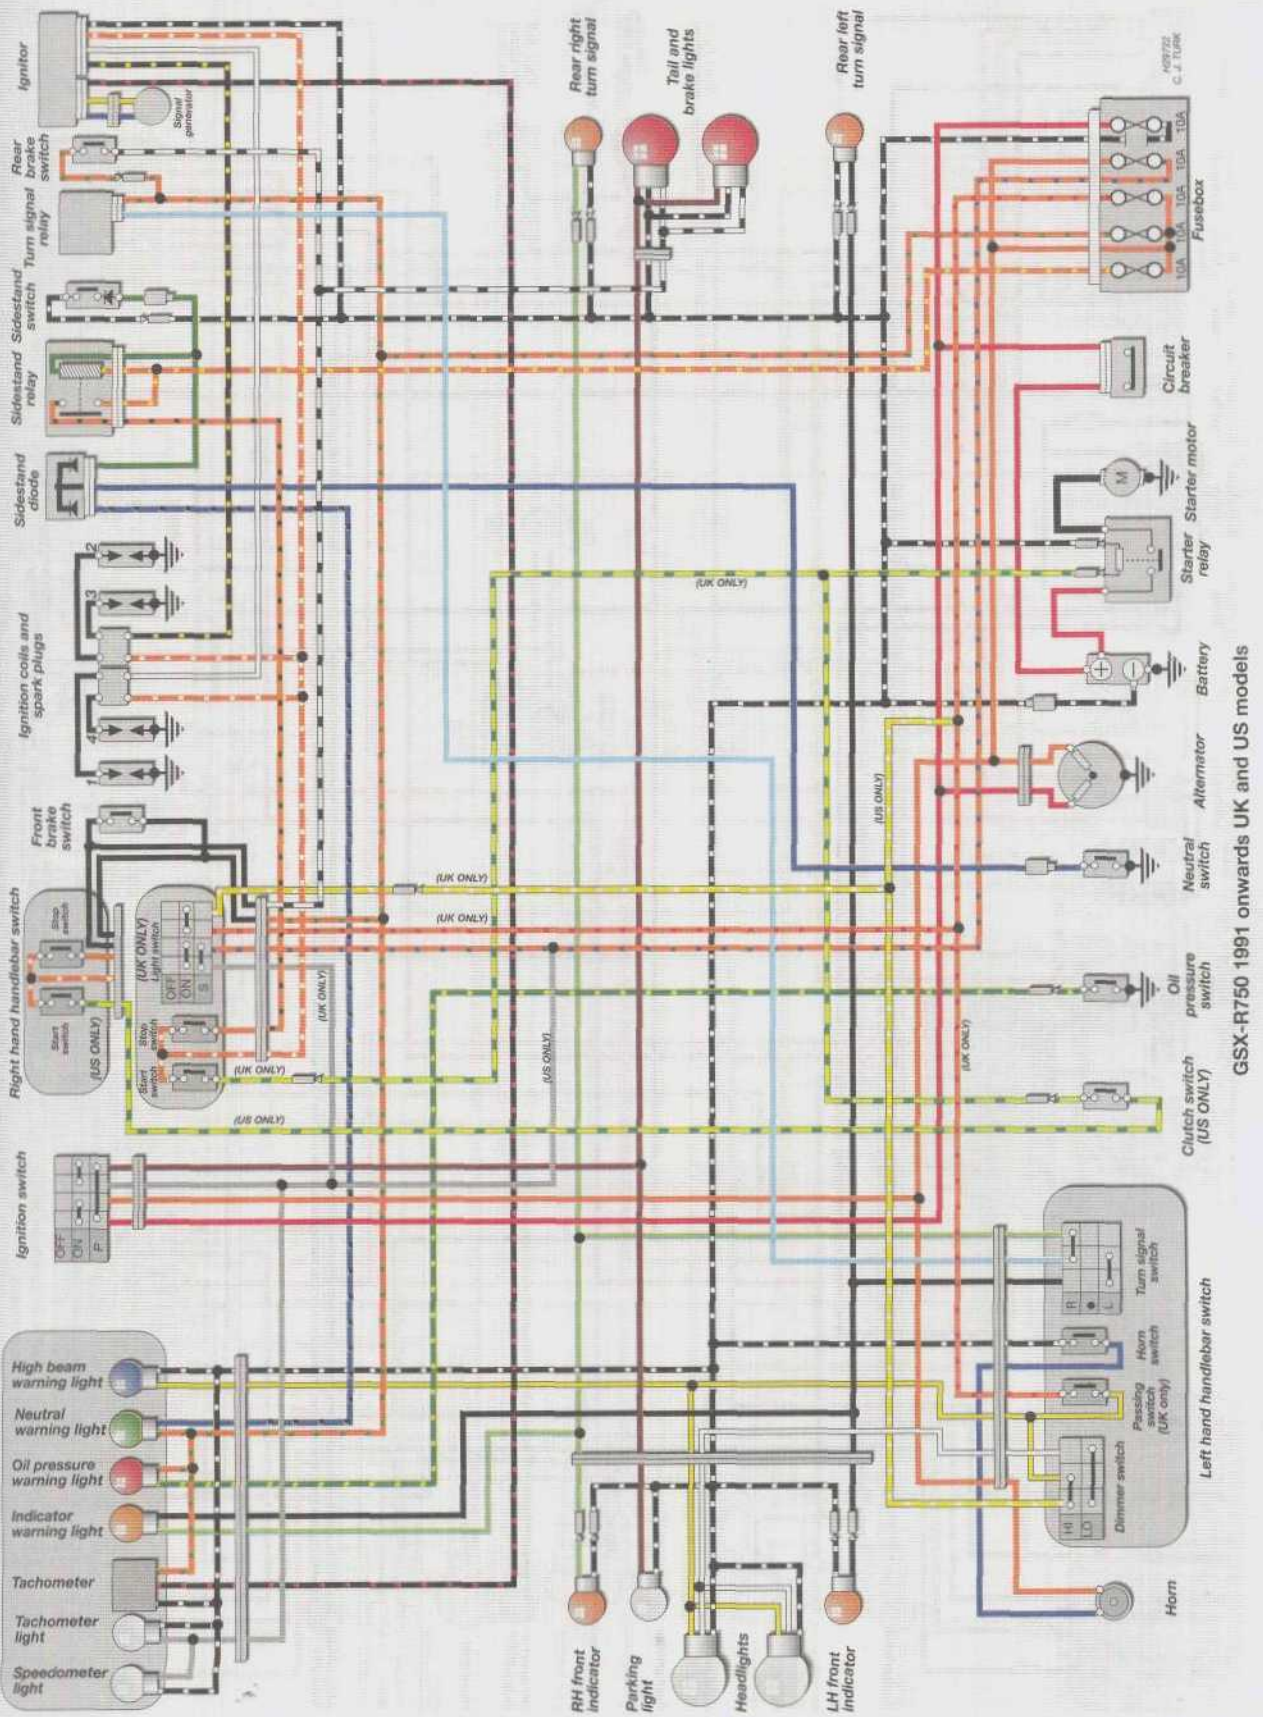 Ignitor
Signal
generator
Rear
brake
switch
Turn signal
relay
Sidestand
switch
Sidestand
relay
Sidestand
diode
2
3
Ignition coils and
spark plugs
4
1
Front
brake
switch
Right hand handlebar switch
Stop
switch
Start
switch
(US ONLY)
(UK ONLY)
Light switch
OFF
ON
S
Stop
switch
Start
switch
Ignition switch
OFF
ON
P
High beam
warning light
Neutral
warning light
Oil pressure
warning light
Indicator
warning light
Tachometer
Tachometer
light
Speedometer
light
Rear right
turn signal
Tail and
brake lights
Rear left
turn signal
(UK ONLY)
(US ONLY)
(UK ONLY)
(UK ONLY)
(UK ONLY)
(US ONLY)
(UK ONLY)
(US ONLY)
(UK ONLY)
RH front
indicator
Parking
light
Headlights
LH front
indicator
H28732
C. J. TURK
10A
10A
10A
10A
10A
Fusebox
Circuit
breaker
M
Starter motor
Starter
relay
Battery
Alternator
Neutral
switch
Oil
pressure
switch
Clutch switch
(US ONLY)
R
L
Turn signal
switch
Horn
switch
Passing
switch
(UK only)
HI
LO
Dimmer switch
Left hand handlebar switch
Horn
GSX-R750 1991 onwards UK and US models